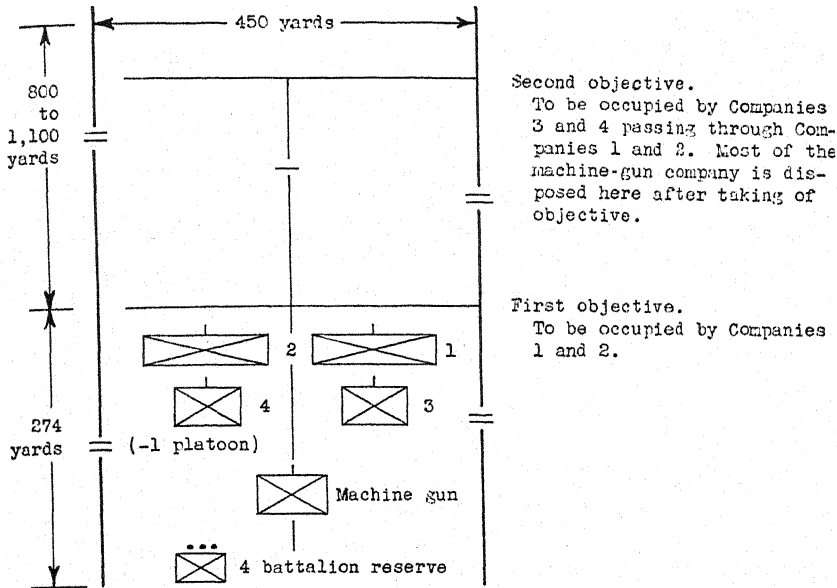 450 yards
800
to
1,100
yards
Second objective.
To be occupied by Companies
3 and 4 passing through Com-
panies 1 and 2. Most of the
machine-gun company is dis-
posed here after taking of
objective.
First objective.
To be occupied by Companies
1 and 2.
2
1
4
3
274
yards
(-1 platoon)
Machine gun
4 battalion reserve